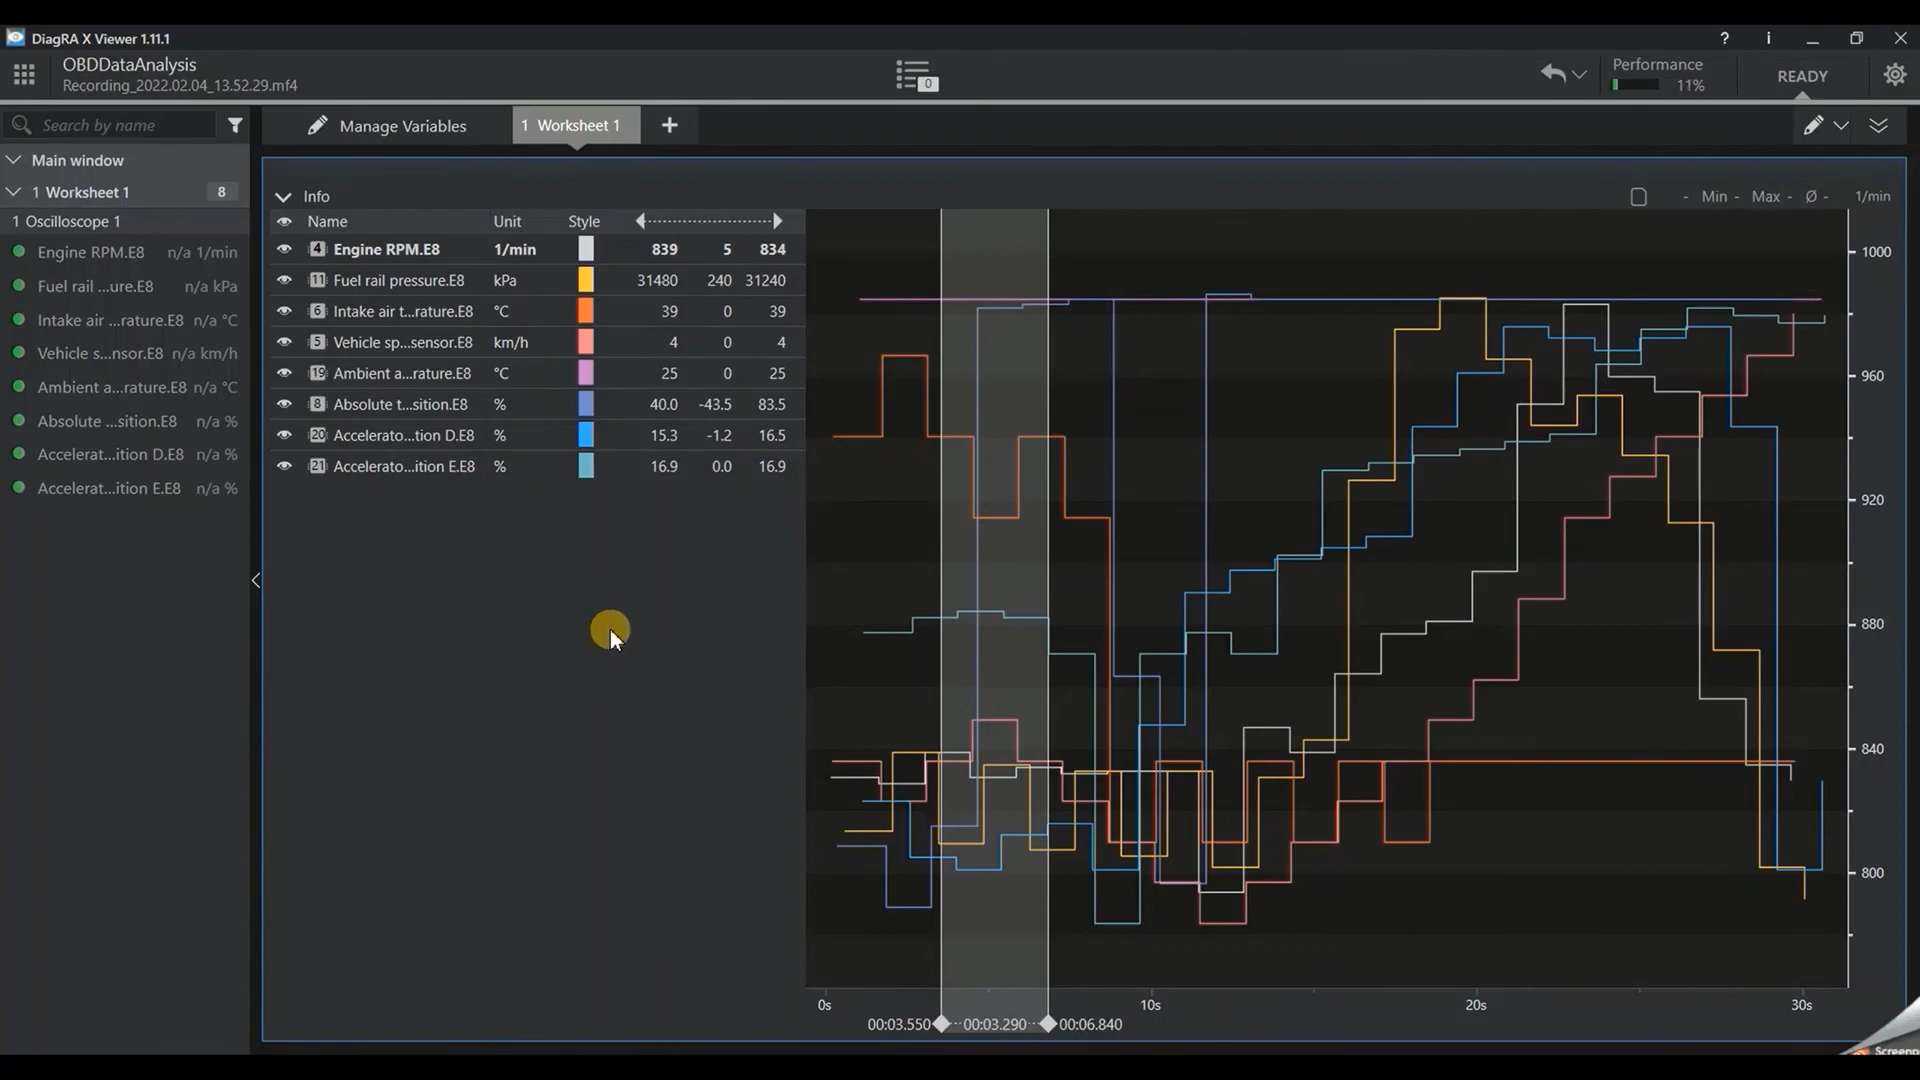 DiagRA X Viewer 1.11.1
? i
OBDDataAnalysis
Recording_2022.02.04_13.52.29.mf4
0
Performance
11%
READY
Search by name
Manage Variables
1 Worksheet 1
+
Main window
1 Worksheet 1 8
1 Oscilloscope 1
Engine RPM.E8 n/a 1/min
Fuel rail ...ure.E8 n/a kPa
Intake air ...rature.E8 n/a °C
Vehicle s...nsor.E8 n/a km/h
Ambient a...rature.E8 n/a °C
Absolute ...sition.E8 n/a %
Accelerat...ition D.E8 n/a %
Accelerat...ition E.E8 n/a %
Info
- Min - Max - Ø - 1/min
Name Unit Style
4 Engine RPM.E8 1/min 839 5 834
11 Fuel rail pressure.E8 kPa 31480 240 31240
6 Intake air t...rature.E8 °C 39 0 39
5 Vehicle sp...sensor.E8 km/h 4 0 4
19 Ambient a...rature.E8 °C 25 0 25
8 Absolute t...sition.E8 % 40.0 -43.5 83.5
20 Accelerato...tion D.E8 % 15.3 -1.2 16.5
21 Accelerato...ition E.E8 % 16.9 0.0 16.9
1000
960
920
880
840
800
0s 10s 20s 30s
00:03.550 00:03.290 00:06.840